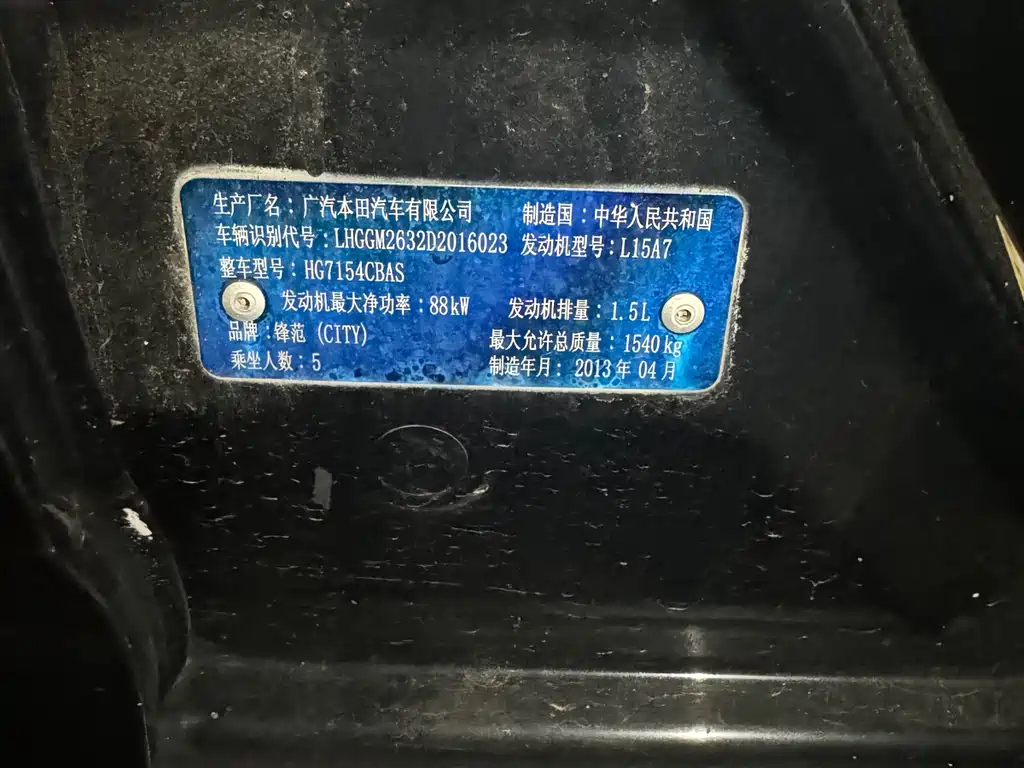 生产厂名：广汽本田汽车有限公司 制造国：中华人民共和国
车辆识别代号：LHGGM2632D2016023 发动机型号：L15A7
整车型号：HG7154CBAS
发动机最大净功率：88kW 发动机排量：1.5L
品牌：锋范 (CITY) 最大允许总质量：1540kg
乘坐人数：5 制造年月：2013年04月